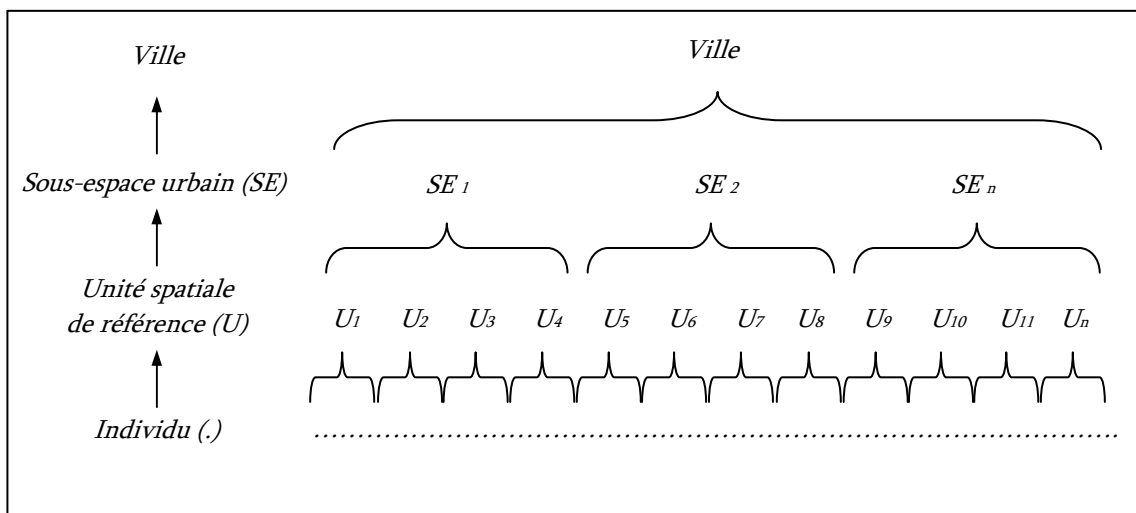 Ville
Ville
Sous-espace urbain (SE)
SE 1
SE 2
SE n
Unité spatiale
de référence (U)
U1
U2
U3
U4
U5
U6
U7
U8
U9
U10
U11
Un
Individu (.)